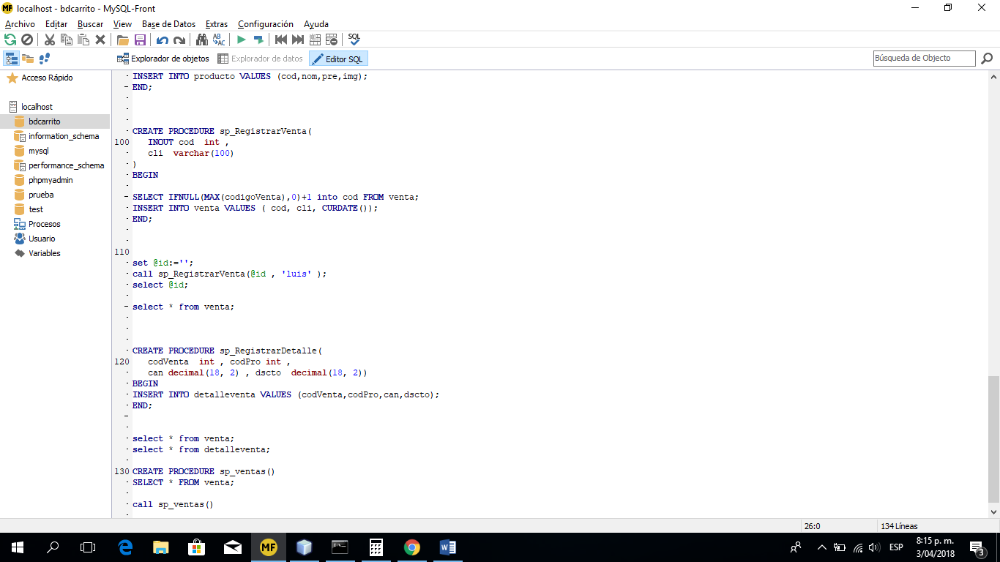 MF localhost - bdcarrito - MySQL-Front
Archivo Editar Buscar View Base de Datos Extras Configuración Ayuda
AB AC SQL
Explorador de objetos Explorador de datos Editor SQL Búsqueda de Objecto
Acceso Rápido
localhost
bdcarrito
information_schema
mysql
performance_schema
phpmyadmin
prueba
test
Procesos
Usuario
Variables
INSERT INTO producto VALUES (cod,nom,pre,img);
END;
CREATE PROCEDURE sp_RegistrarVenta(
100 INOUT cod int ,
cli varchar(100)
)
BEGIN
SELECT IFNULL(MAX(codigoVenta),0)+1 into cod FROM venta;
INSERT INTO venta VALUES ( cod, cli, CURDATE());
END;
110
set @id:='';
call sp_RegistrarVenta(@id , 'luis' );
select @id;
select * from venta;
CREATE PROCEDURE sp_RegistrarDetalle(
120 codVenta int , codPro int ,
can decimal(18, 2) , dscto decimal(18, 2))
BEGIN
INSERT INTO detalleventa VALUES (codVenta,codPro,can,dscto);
END;
select * from venta;
select * from detalleventa;
130 CREATE PROCEDURE sp_ventas()
SELECT * FROM venta;
call sp_ventas()
26:0 134 Líneas
MF C:\ ESP 8:15 p. m.
3/04/2018 3